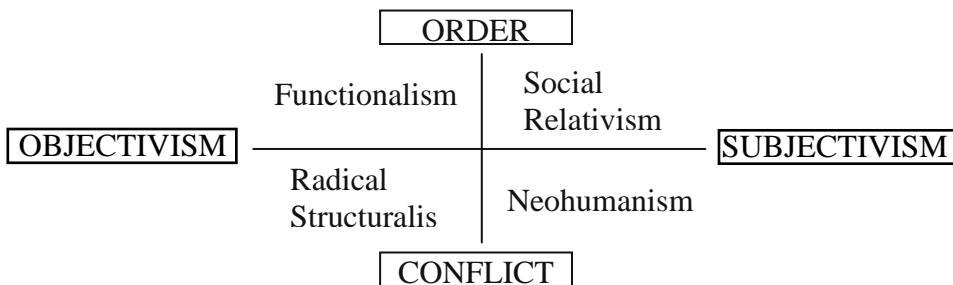 ORDER
Functionalism
Social
Relativism
OBJECTIVISM
SUBJECTIVISM
Radical
Structuralis
Neohumanism
CONFLICT